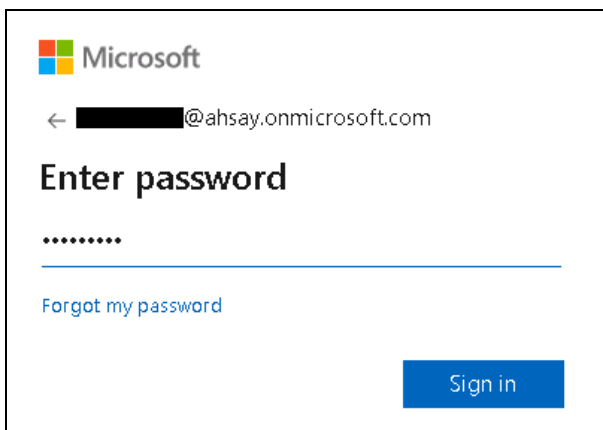 Microsoft
← @ahsay.onmicrosoft.com
Enter password
•••••••••
Forgot my password
Sign in